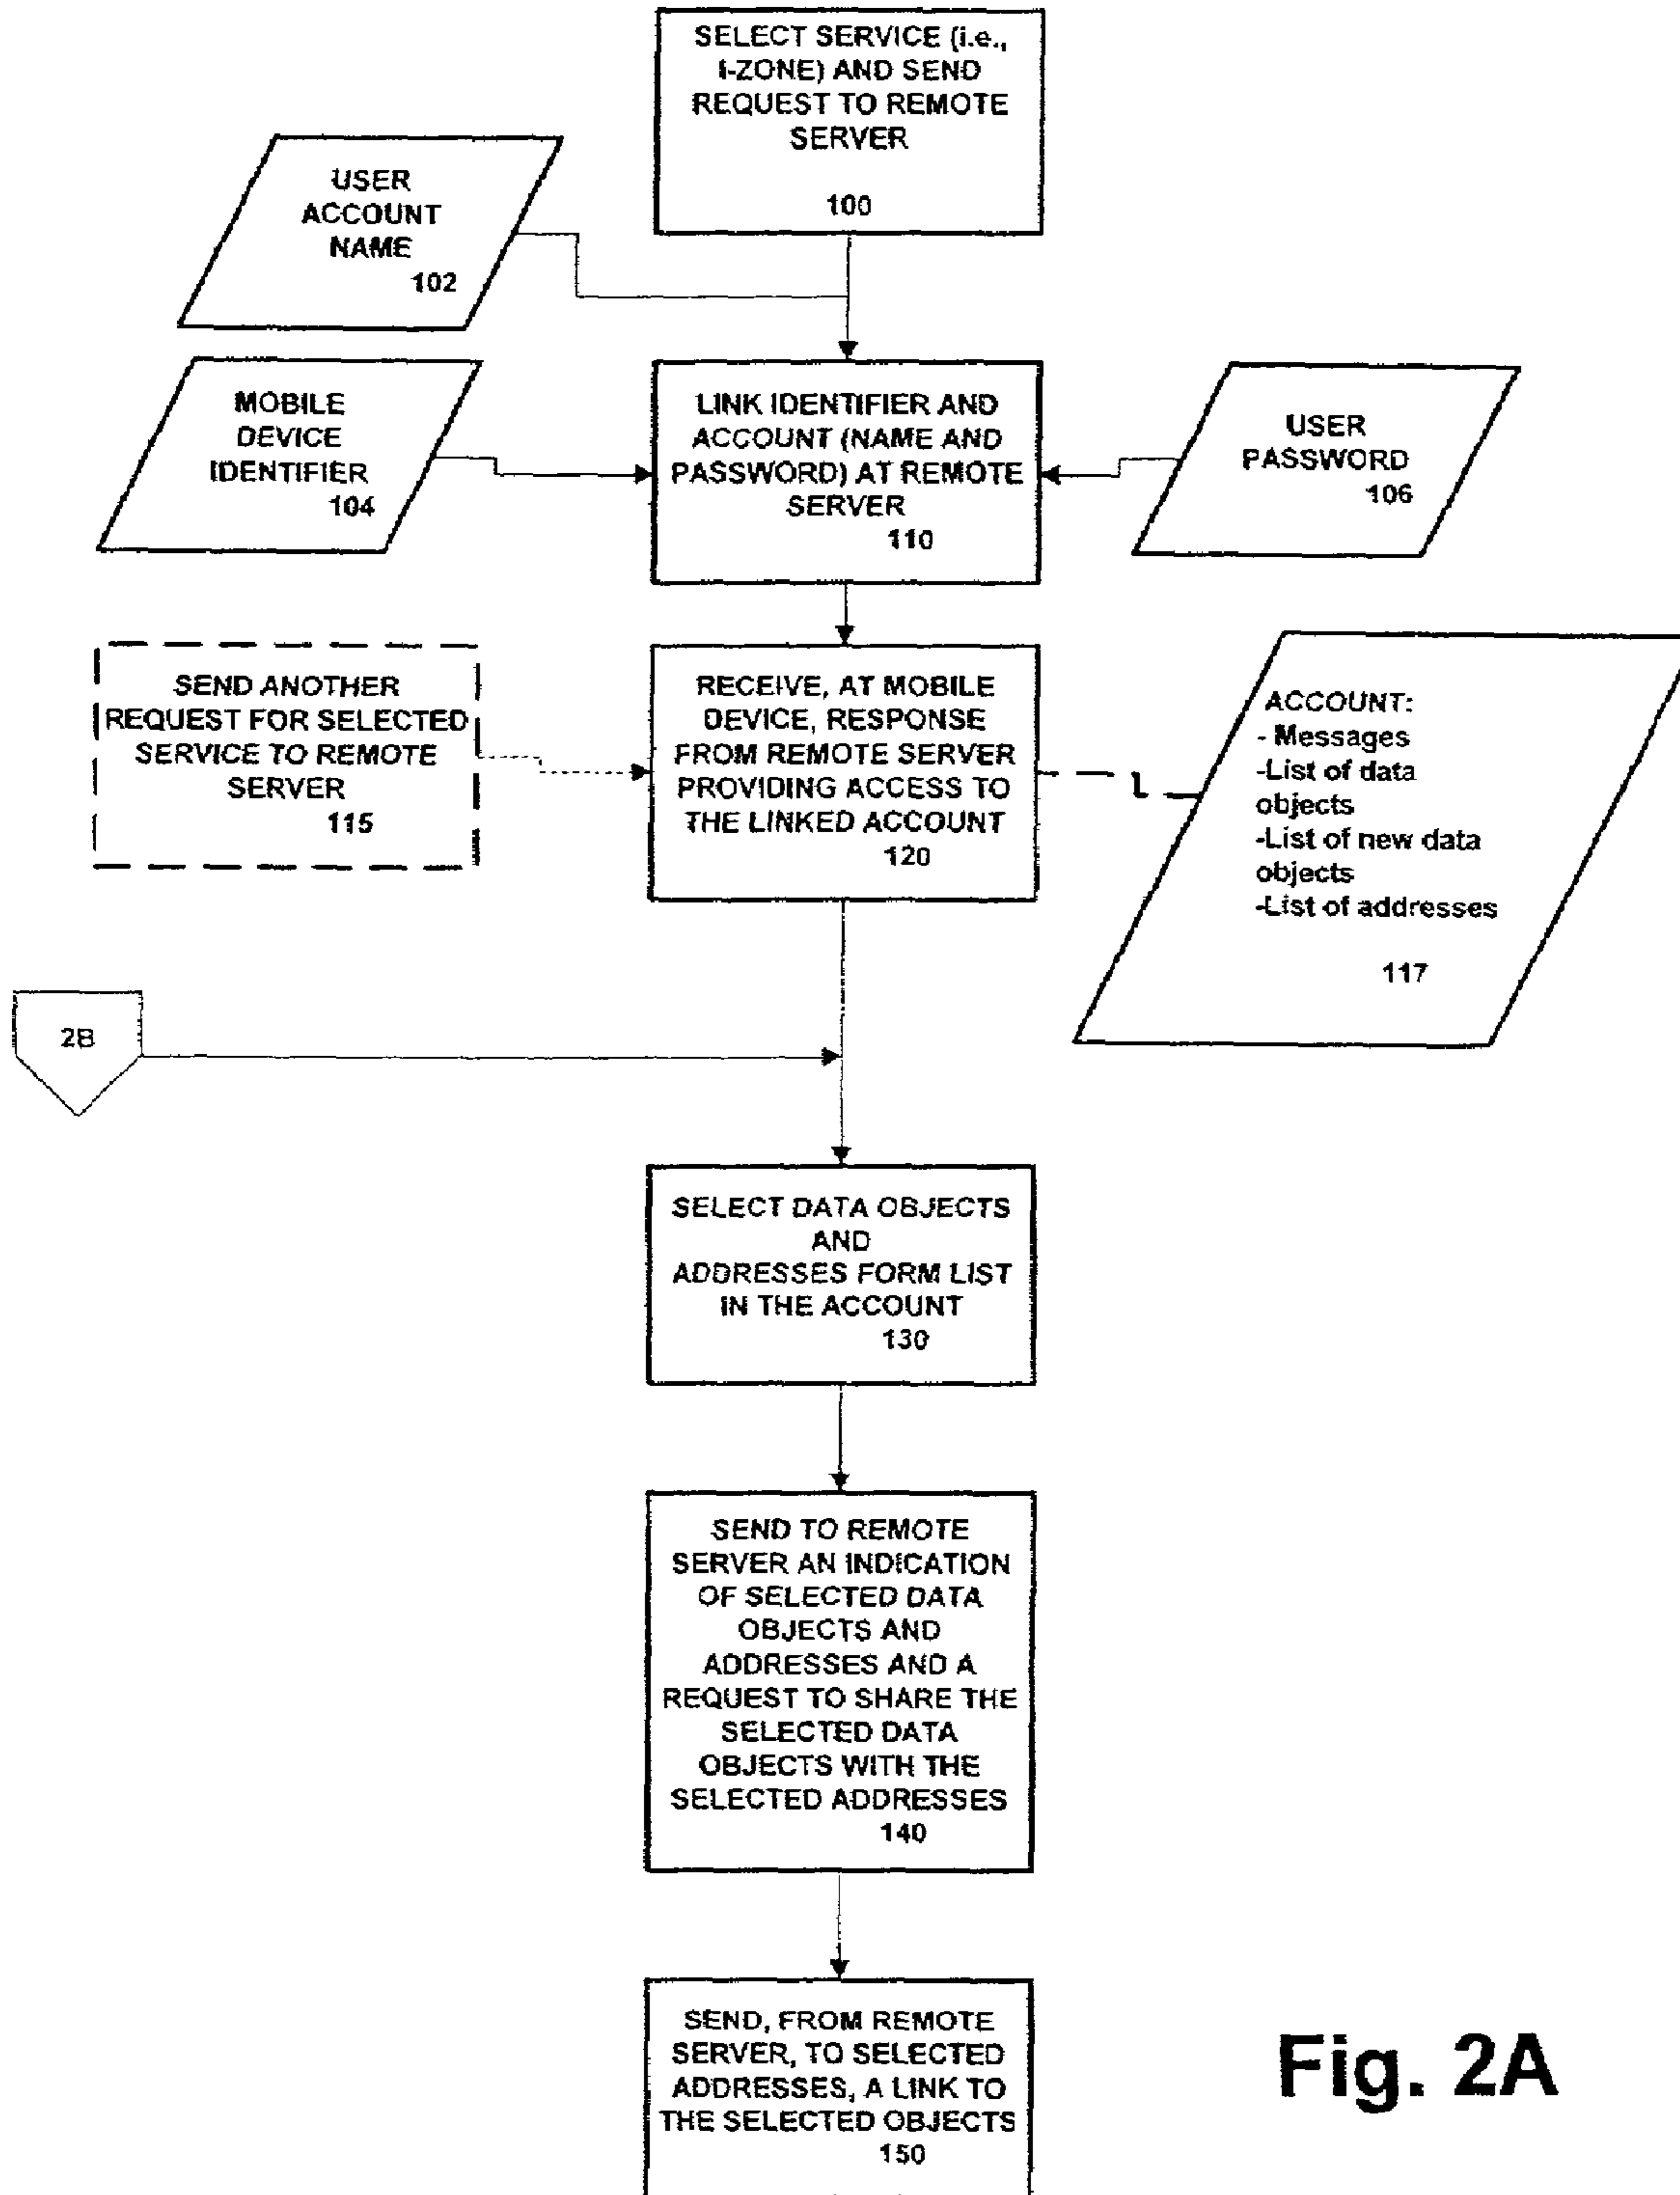 SELECT SERVICE (i.e.,
I-ZONE) AND SEND
REQUEST TO REMOTE
SERVER
100
USER
ACCOUNT
NAME
102
MOBILE
DEVICE
IDENTIFIER
104
LINK IDENTIFIER AND
ACCOUNT (NAME AND
PASSWORD) AT REMOTE
SERVER
110
USER
PASSWORD
106
SEND ANOTHER
REQUEST FOR SELECTED
SERVICE TO REMOTE
SERVER
115
RECEIVE, AT MOBILE
DEVICE, RESPONSE
FROM REMOTE SERVER
PROVIDING ACCESS TO
THE LINKED ACCOUNT
120
ACCOUNT:
- Messages
-List of data
objects
-List of new data
objects
-List of addresses
117
2B
SELECT DATA OBJECTS
AND
ADDRESSES FORM LIST
IN THE ACCOUNT
130
SEND TO REMOTE
SERVER AN INDICATION
OF SELECTED DATA
OBJECTS AND
ADDRESSES AND A
REQUEST TO SHARE THE
SELECTED DATA
OBJECTS WITH THE
SELECTED ADDRESSES
140
SEND, FROM REMOTE
SERVER, TO SELECTED
ADDRESSES, A LINK TO
THE SELECTED OBJECTS
150
Fig. 2A